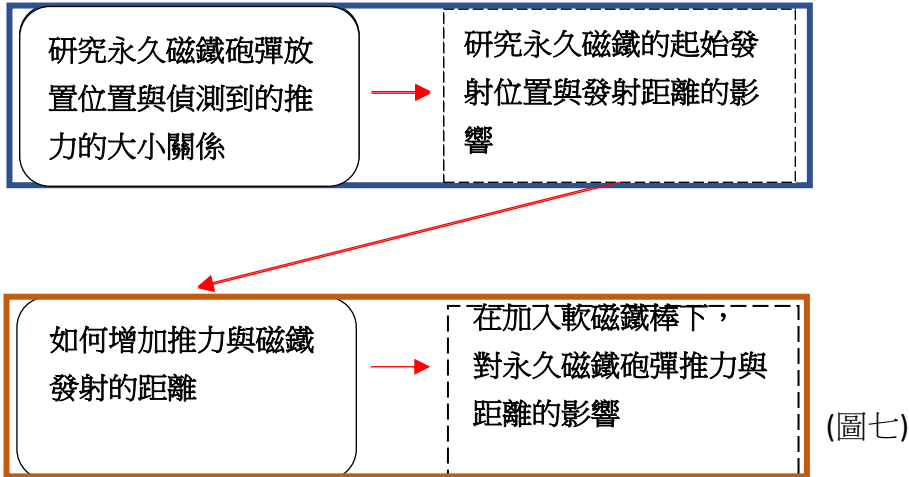 研究永久磁鐵砲彈放
置位置與偵測到的推
力的大小關係
研究永久磁鐵的起始發
射位置與發射距離的影
響
如何增加推力與磁鐵
發射的距離
在加入軟磁鐵棒下，
對永久磁鐵砲彈推力與
距離的影響
(圖七)